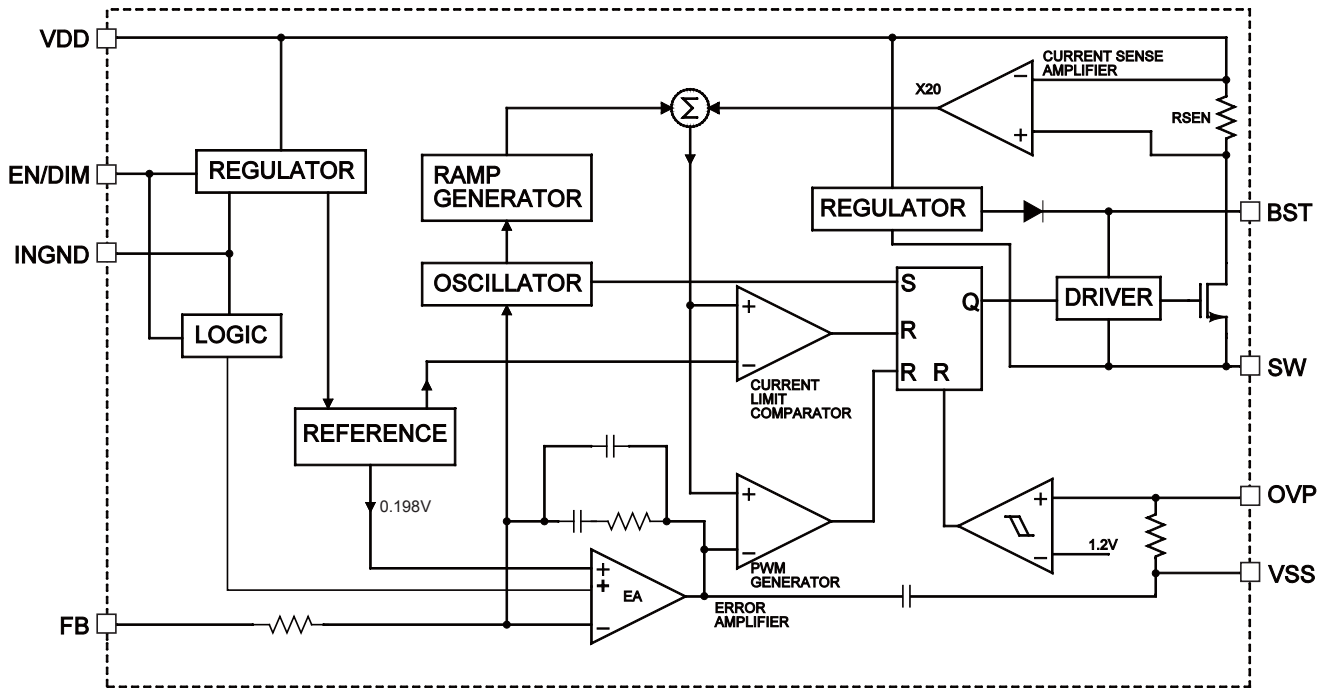 VDD
CURRENT SENSE
AMPLIFIER
X20
Σ
−
+
RSEN
EN/DIM
REGULATOR
RAMP
GENERATOR
REGULATOR
BST
INGND
OSCILLATOR
S
Q
DRIVER
LOGIC
+
R
−
SW
R R
CURRENT
LIMIT
COMPARATOR
REFERENCE
0.198V
+
−
PWM
GENERATOR
+
−
1.2V
OVP
VSS
+
+
EA
−
ERROR
AMPLIFIER
FB